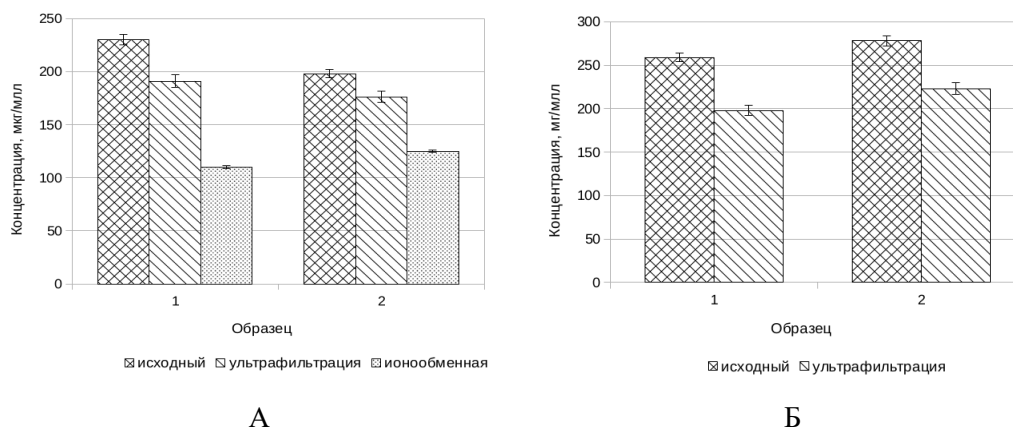 250
200
150
100
50
0
Концентрация, мкг/млл
1 2
Образец
исходный ультрафильтрация ионообменная
А
300
250
200
150
100
50
0
Концентрация, мг/млл
1 2
Образец
исходный ультрафильтрация
Б